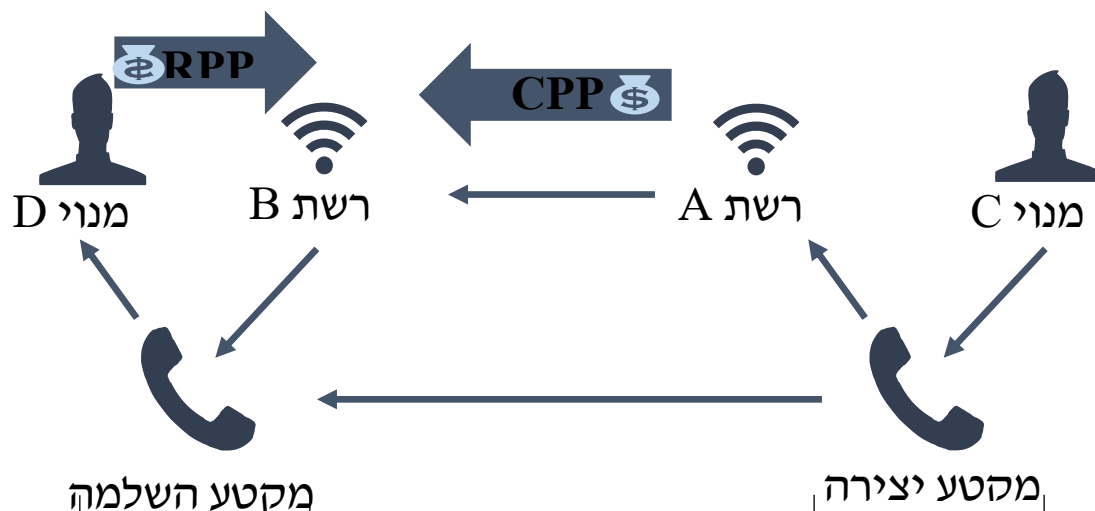 RPP
CPP
מנוי D
רשת B
רשת A
מנוי C
מקטע השלמה
מקטע יצירה